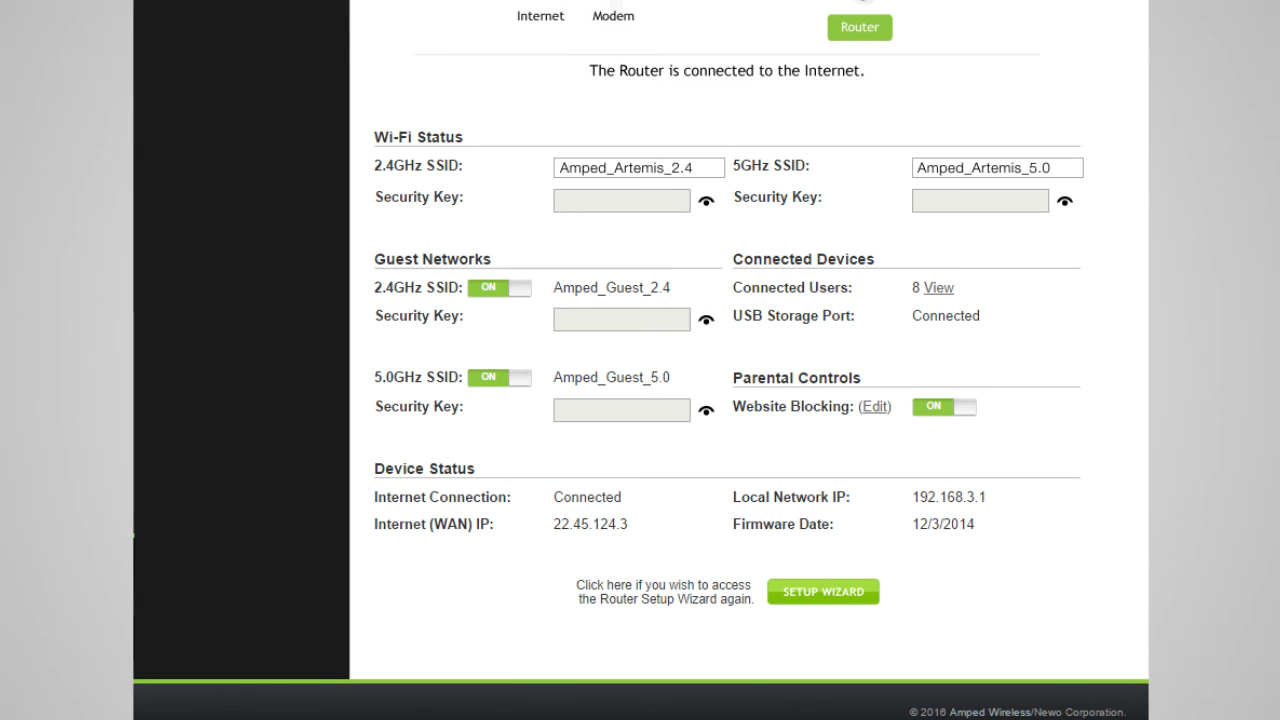 Internet Modem
Router
The Router is connected to the Internet.
Wi-Fi Status
2.4GHz SSID: Amped_Artemis_2.4 5GHz SSID: Amped_Artemis_5.0
Security Key: Security Key:
Guest Networks Connected Devices
2.4GHz SSID: ON Amped_Guest_2.4 Connected Users: 8 View
Security Key: USB Storage Port: Connected
5.0GHz SSID: ON Amped_Guest_5.0 Parental Controls
Security Key: Website Blocking: (Edit) ON
Device Status
Internet Connection: Connected Local Network IP: 192.168.3.1
Internet (WAN) IP: 22.45.124.3 Firmware Date: 12/3/2014
Click here if you wish to access
the Router Setup Wizard again. SETUP WIZARD
© 2016 Amped Wireless/Newo Corporation.